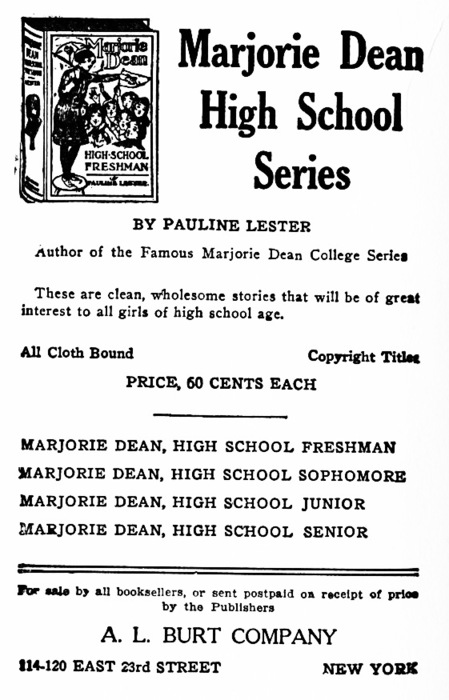 Marjorie
Dean
HIGH-SCHOOL
FRESHMAN
PAULINE LESTER
Marjorie Dean
High School
Series
BY PAULINE LESTER
Author of the Famous Marjorie Dean College Series
These are clean, wholesome stories that will be of great
interest to all girls of high school age.
All Cloth Bound Copyright Titles
PRICE, 60 CENTS EACH
MARJORIE DEAN, HIGH SCHOOL FRESHMAN
MARJORIE DEAN, HIGH SCHOOL SOPHOMORE
MARJORIE DEAN, HIGH SCHOOL JUNIOR
MARJORIE DEAN, HIGH SCHOOL SENIOR
For sale by all booksellers, or sent postpaid on receipt of price
by the Publishers
A. L. BURT COMPANY
114-120 EAST 23rd STREET NEW YORK